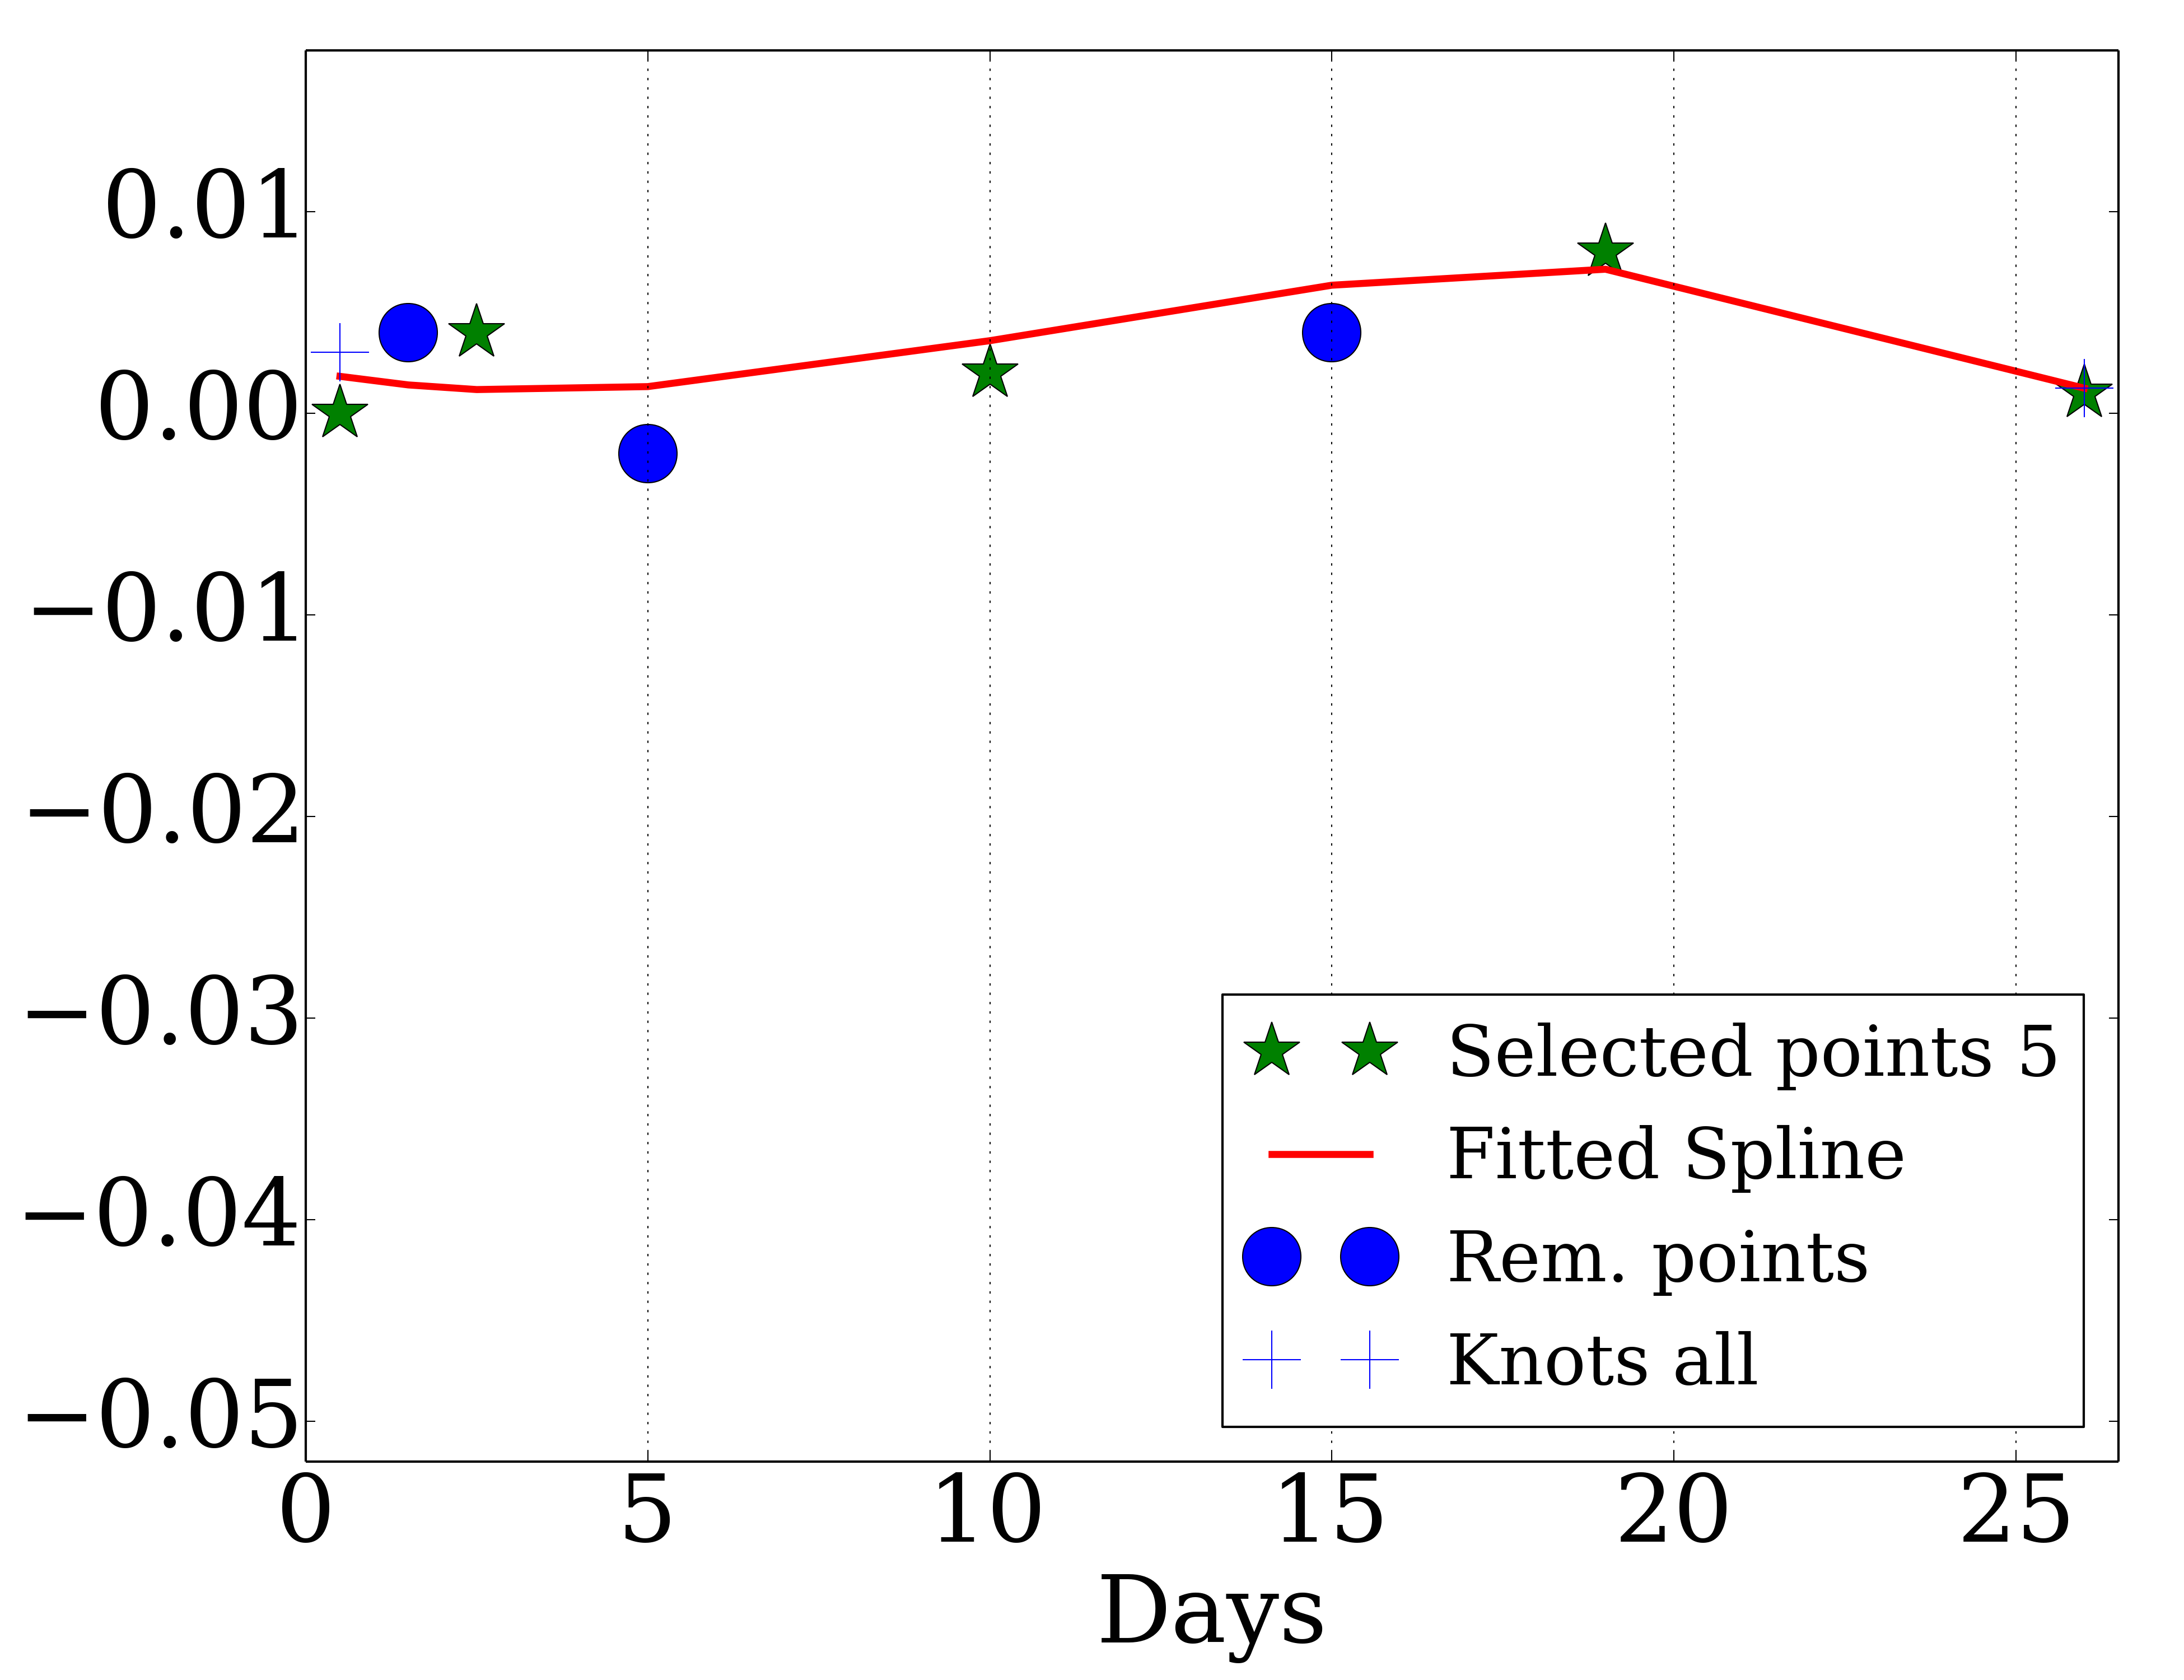 0.01
0.00
−0.01
−0.02
−0.03
−0.04
−0.05
Selected points 5
Fitted Spline
Rem. points
Knots all
0 5 10 15 20 25
Days